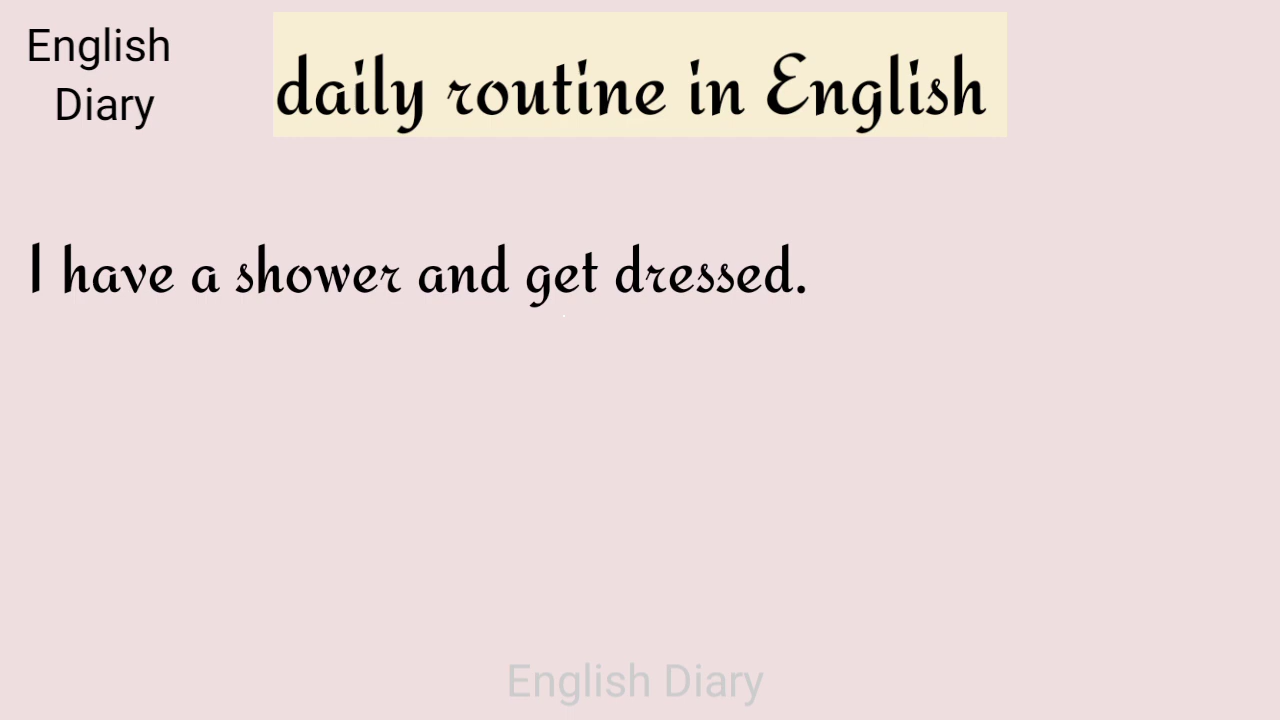 English
Diary
daily routine in English
I have a shower and get dressed.
English Diary